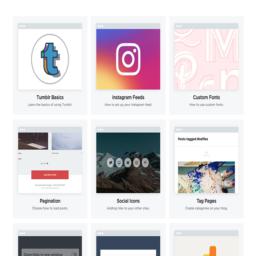 Tumblr Basics
Learn the basics of using Tumblr.
Instagram Feeds
How to set up your Instagram feed.
Custom Fonts
How to use custom fonts.
Pagination
Choose how to load posts.
Social Icons
Adding links to your other sites.
Posts tagged #selfies
Tag Pages
Create categories on your blog.